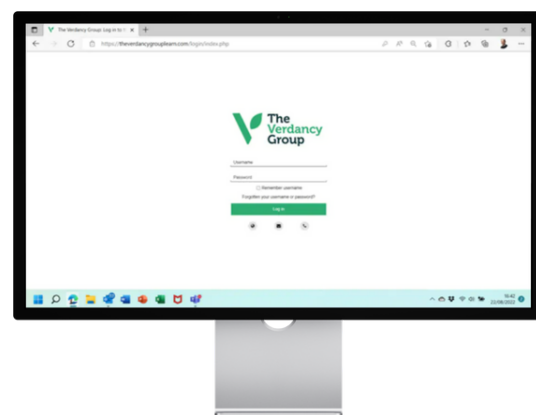 The Verdancy Group: Log in to t
https://theverdancygrouplearn.com/login/index.php
The
Verdancy
Group
Username
Password
Remember username
Forgotten your username or password?
Log in
16:42
22/08/2022